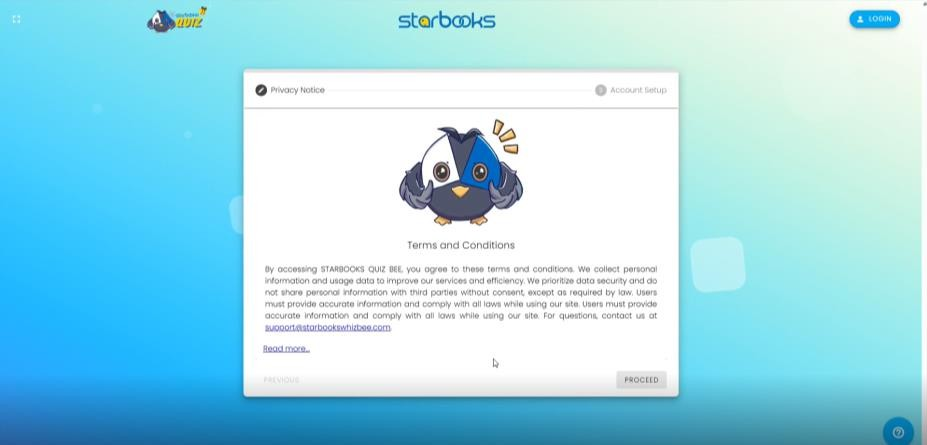 starbooks
QUIZ
starbooks
LOGIN
Privacy Notice
Account Setup
Terms and Conditions
By accessing STARBOOKS QUIZ BEE, you agree to these terms and conditions. We collect personal
information and usage data to improve our services and efficiency. We prioritize data security and do
not share personal information with third parties without consent, except as required by law. Users
must provide accurate information and comply with all laws while using our site. Users must provide
accurate information and comply with all laws while using our site. For questions, contact us at
support@starbookswhizbee.com
Read more...
PREVIOUS
PROCEED